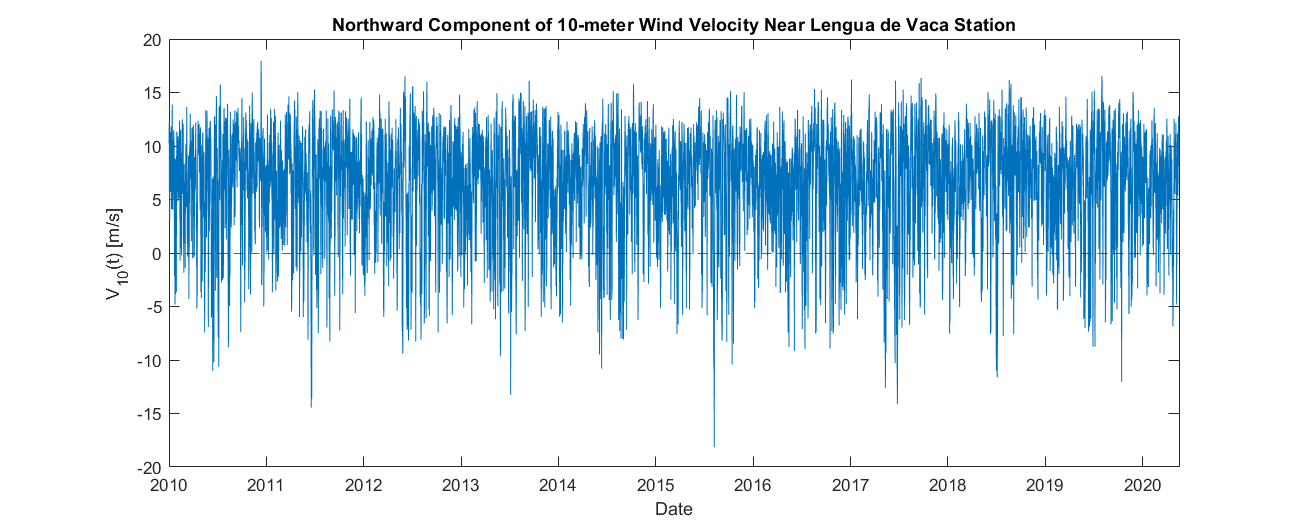 Northward Component of 10-meter Wind Velocity Near Lengua de Vaca Station
20
15
10
5
0
-5
-10
-15
-20
V10(t) [m/s]
2010 2011 2012 2013 2014 2015 2016 2017 2018 2019 2020
Date